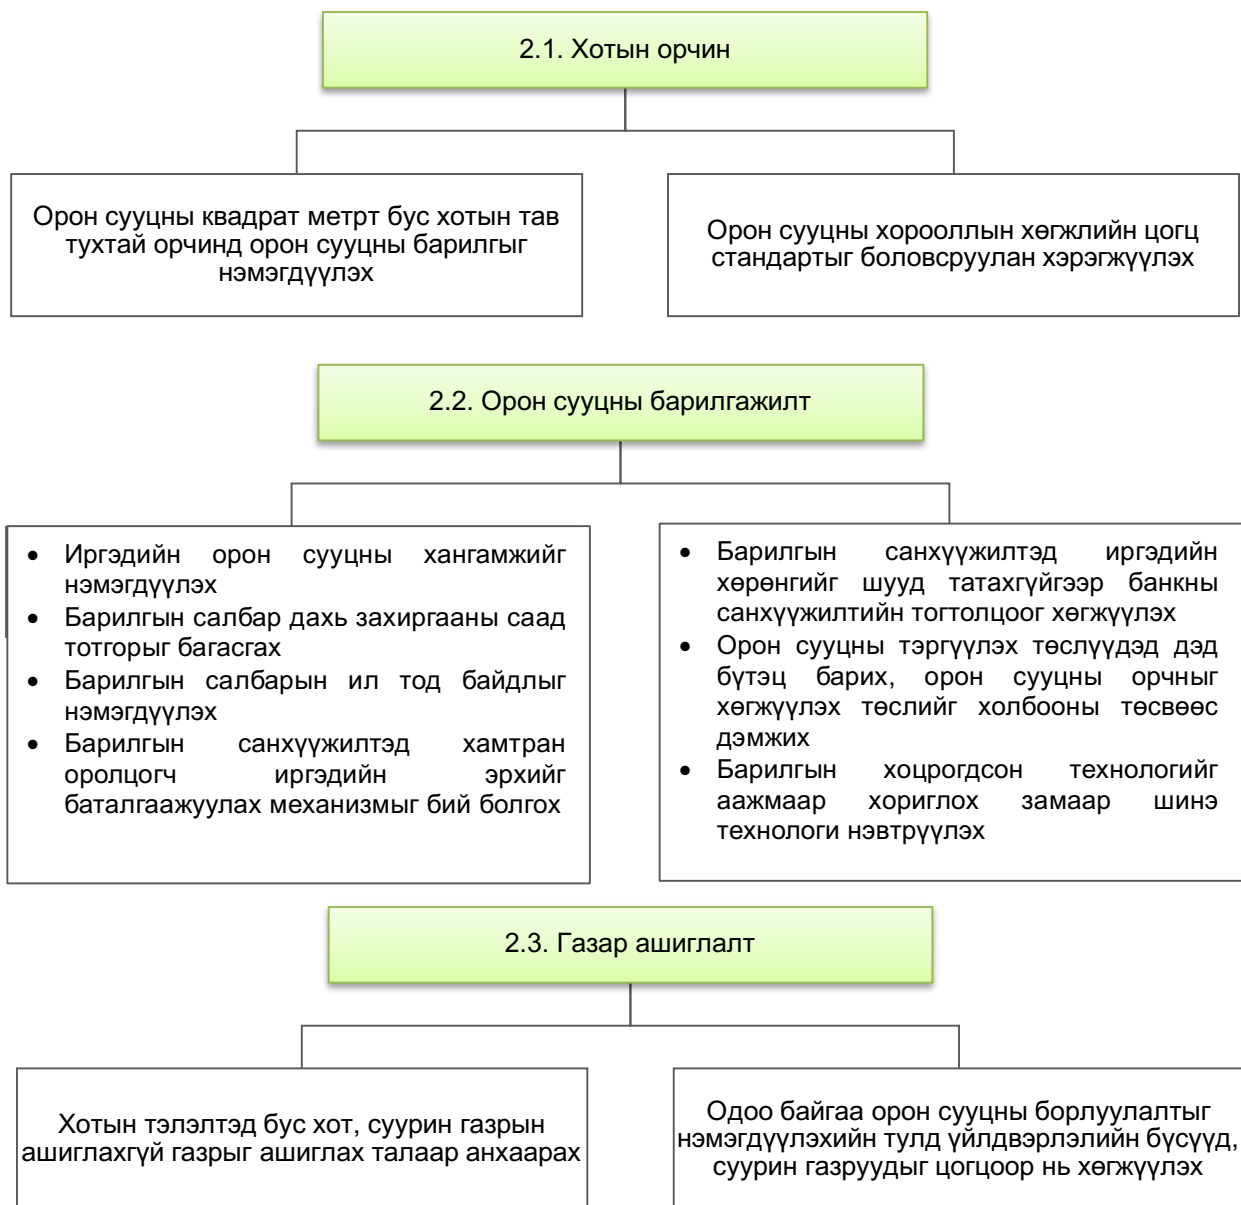 2.1. Хотын орчин
Орон сууцны квадрат метрт бус хотын тав
тухтай орчинд орон сууцны барилгыг
нэмэгдүүлэх
Орон сууцны хорооллын хөгжлийн цогц
стандартыг боловсруулан хэрэгжүүлэх
2.2. Орон сууцны барилгажилт
• Иргэдийн орон сууцны хангамжийг
нэмэгдүүлэх
• Барилгын салбар дахь захиргааны саад
тотгорыг багасгах
• Барилгын салбарын ил тод байдлыг
нэмэгдүүлэх
• Барилгын санхүүжилтэд хамтран
оролцогч иргэдийн эрхийг
баталгаажуулах механизмыг бий болгох
• Барилгын санхүүжилтэд иргэдийн
хөрөнгийг шууд татахгүйгээр банкны
санхүүжилтийн тогтолцоог хөгжүүлэх
• Орон сууцны тэргүүлэх төслүүдэд дэд
бүтэц барих, орон сууцны орчныг
хөгжүүлэх төслийг холбооны төсвөөс
дэмжих
• Барилгын хоцрогдсон технологийг
аажмаар хориглох замаар шинэ
технологи нэвтрүүлэх
2.3. Газар ашиглалт
Хотын тэлэлтэд бус хот, суурин газрын
ашиглахгүй газрыг ашиглах талаар анхаарах
Одоо байгаа орон сууцны борлуулалтыг
нэмэгдүүлэхийн тулд үйлдвэрлэлийн бүсүүд,
суурин газруудыг цогцоор нь хөгжүүлэх